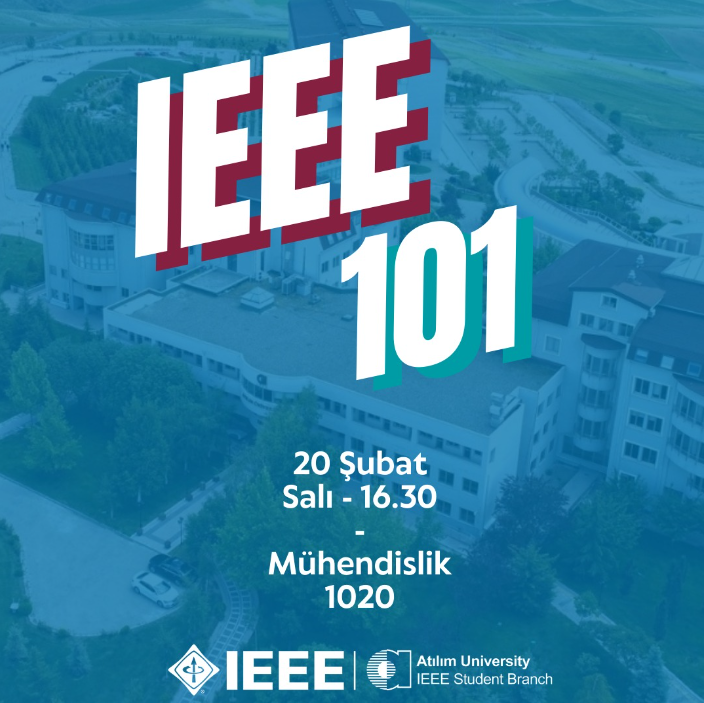 IEEE
101
20 Şubat
Salı - 16.30
-
Mühendislik
1020
IEEE
Atılım University
IEEE Student Branch